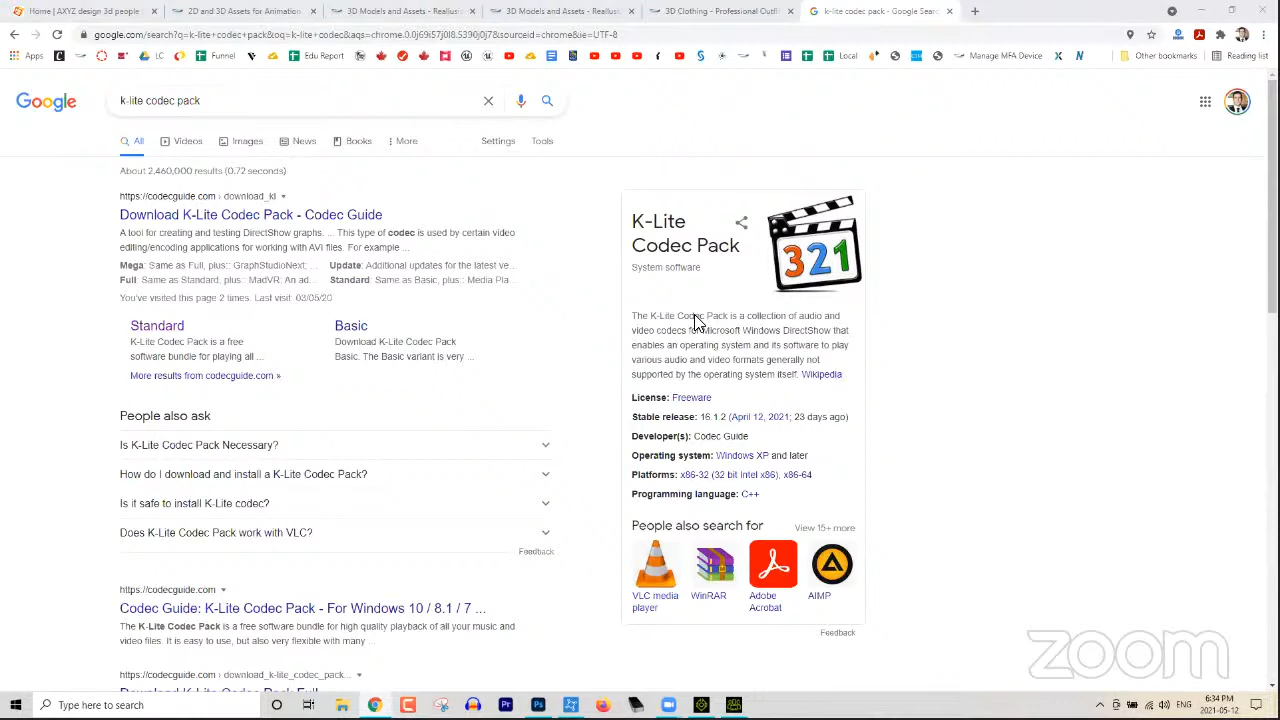 Home [ AXYZ design 3d people
2D and 3D Assets for Animation
3D Models and Assets - Reallusi
3D Models and Assets - Reallus
3D Clothing - Printout 3D
k-lite codec pack - Google Sear
google.com/search?q=k-lite+codec+pack&oq=k-lite+codec&aqs=chrome.0.0j69i57j0l8.5390j0j7&sourceid=chrome&ie=UTF-8
Apps
LC
Funnel
Edu Report
Local
Manage MFA Device
Other bookmarks
Reading list
Google
k-lite codec pack
All
Videos
Images
News
Books
More
Settings
Tools
About 2,460,000 results (0.72 seconds)
https://codecguide.com › download_kl
Download K-Lite Codec Pack - Codec Guide
A tool for creating and testing DirectShow graphs. ... This type of codec is used by certain video
editing/encoding applications for working with AVI files. For example ...
Mega: Same as Full, plus:: GraphStudioNext; ...
Update: Additional updates for the latest ve...
Full: Same as Standard, plus:: MadVR: An ad...
Standard: Same as Basic, plus:: Media Pla...
You've visited this page 2 times. Last visit: 03/05/20
Standard
Basic
K-Lite Codec Pack is a free
software bundle for playing all ...
Download K-Lite Codec Pack
Basic. The Basic variant is very ...
More results from codecguide.com »
People also ask
Is K-Lite Codec Pack Necessary?
How do I download and install a K-Lite Codec Pack?
Is it safe to install K-Lite codec?
Does K-Lite Codec Pack work with VLC?
Feedback
https://codecguide.com
Codec Guide: K-Lite Codec Pack - For Windows 10 / 8.1 / 7 ...
The K-Lite Codec Pack is a free software bundle for high quality playback of all your music and
video files. It is easy to use, but also very flexible with many ...
https://codecguide.com › download_k-lite_codec_pack...
Download K-Lite Codec Pack Full
K-Lite
Codec Pack
System software
321
The K-Lite Codec Pack is a collection of audio and
video codecs for Microsoft Windows DirectShow that
enables an operating system and its software to play
various audio and video formats generally not
supported by the operating system itself. Wikipedia
License: Freeware
Stable release: 16.1.2 (April 12, 2021; 23 days ago)
Developer(s): Codec Guide
Operating system: Windows XP and later
Platforms: x86-32 (32 bit Intel x86), x86-64
Programming language: C++
People also search for
View 15+ more
VLC media
player
WinRAR
Adobe
Acrobat
AIMP
Feedback
zoom
Type here to search
Pr
Ps
ENG
6:34 PM
2021-05-12